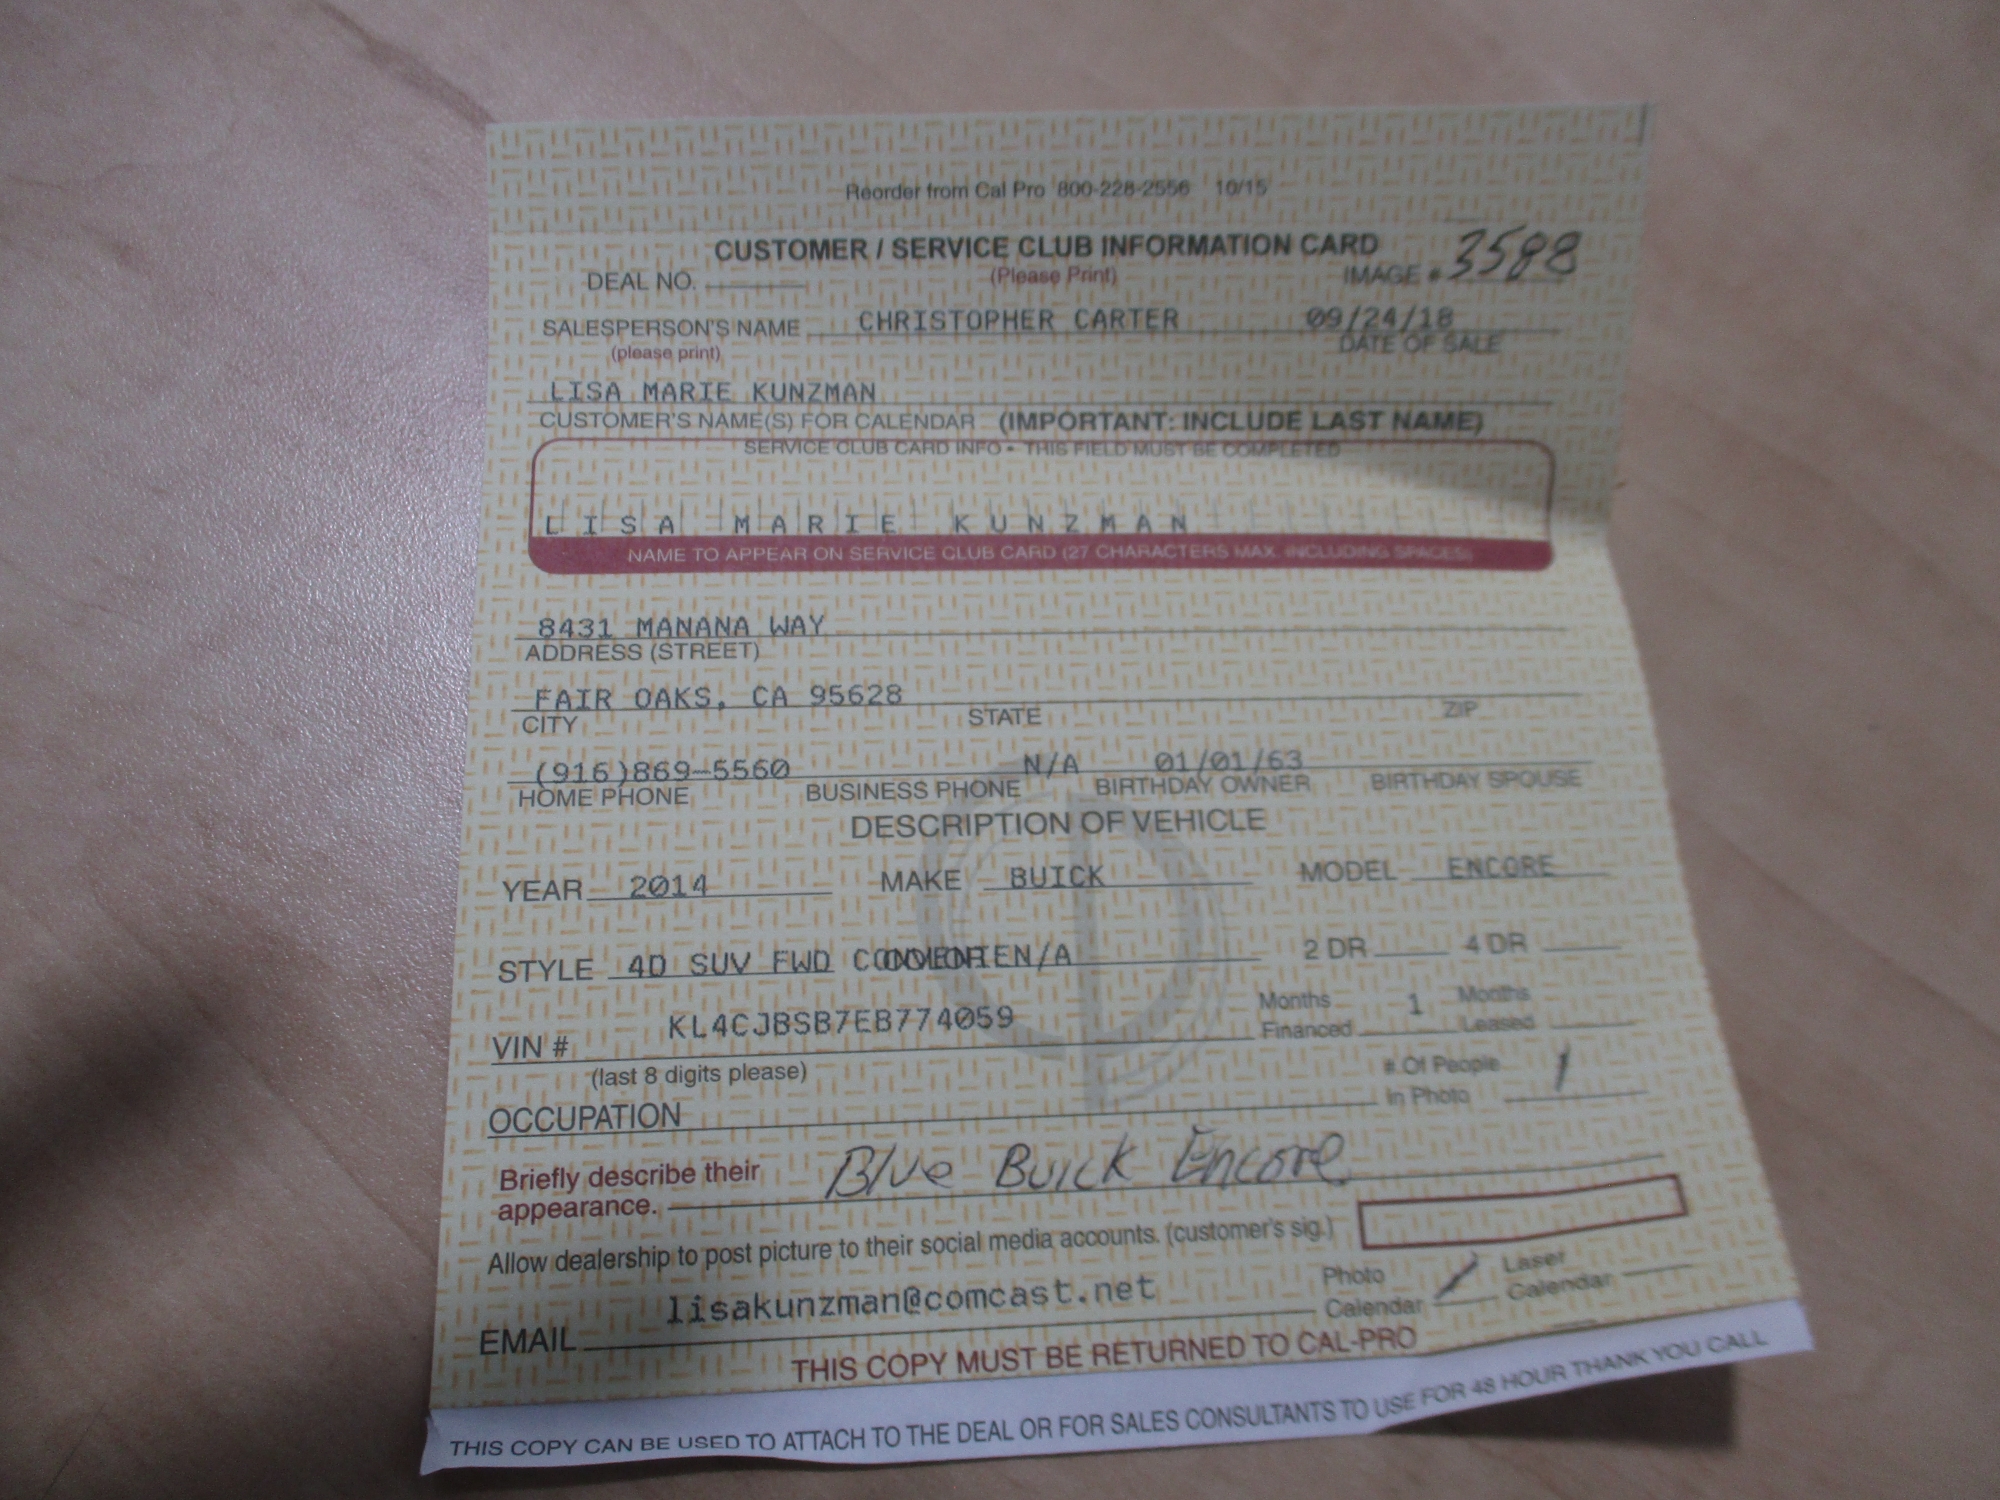 Reorder from Cal Pro 800-228-2556 10/15
CUSTOMER / SERVICE CLUB INFORMATION CARD
DEAL NO. (Please Print) IMAGE # 3588
SALESPERSON'S NAME CHRISTOPHER CARTER 09/24/18
(please print) DATE OF SALE
LISA MARIE KUNZMAN
CUSTOMER'S NAME(S) FOR CALENDAR (IMPORTANT: INCLUDE LAST NAME)
SERVICE CLUB CARD INFO • THIS FIELD MUST BE COMPLETED
LISA MARIE KUNZMAN
NAME TO APPEAR ON SERVICE CLUB CARD (27 CHARACTERS MAX. INCLUDING SPACES)
8431 MANANA WAY
ADDRESS (STREET)
FAIR OAKS, CA 95628
CITY STATE ZIP
(916)869-5560 N/A 01/01/63
HOME PHONE BUSINESS PHONE BIRTHDAY OWNER BIRTHDAY SPOUSE
DESCRIPTION OF VEHICLE
YEAR 2014 MAKE BUICK MODEL ENCORE
STYLE 4D SUV FWD N/A 2 DR 4 DR
VIN # KL4CJBSB7EB774059 Months Financed 1 Months Leased
(last 8 digits please)
OCCUPATION # Of People In Photo 1
Briefly describe their appearance. Blue Buick Encore
Allow dealership to post picture to their social media accounts. (customer's sig.)
EMAIL lisakunzman@comcast.net Photo Calendar / Laser Calendar
THIS COPY MUST BE RETURNED TO CAL-PRO
THIS COPY CAN BE USED TO ATTACH TO THE DEAL OR FOR SALES CONSULTANTS TO USE FOR 48 HOUR THANK YOU CALL